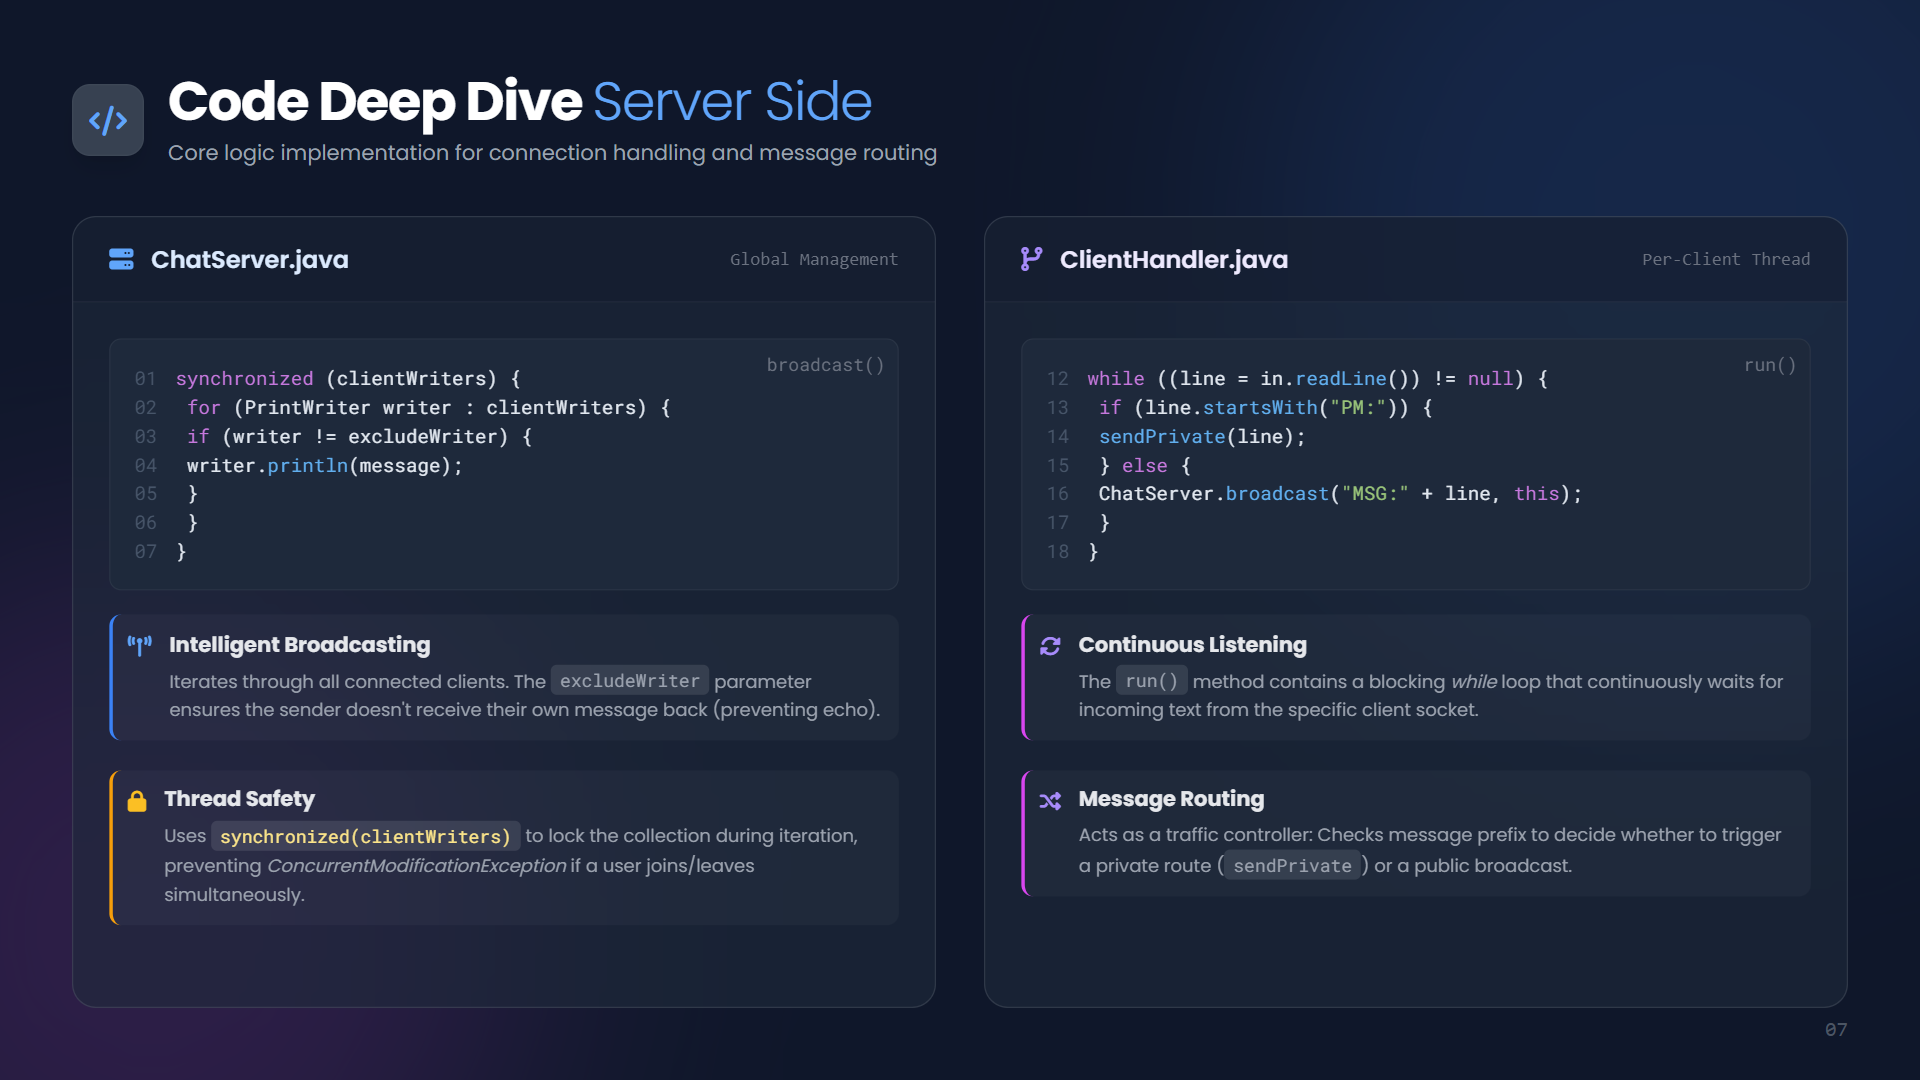 Code Deep Dive Server Side
Core logic implementation for connection handling and message routing
ChatServer.java
Global Management
broadcast()
01 synchronized (clientWriters) {
02 for (PrintWriter writer : clientWriters) {
03 if (writer != excludeWriter) {
04 writer.println(message);
05 }
06 }
07 }
Intelligent Broadcasting
Iterates through all connected clients. The excludeWriter parameter
ensures the sender doesn't receive their own message back (preventing echo).
Thread Safety
Uses synchronized(clientWriters) to lock the collection during iteration,
preventing ConcurrentModificationException if a user joins/leaves
simultaneously.
ClientHandler.java
Per-Client Thread
run()
12 while ((line = in.readLine()) != null) {
13 if (line.startsWith("PM:")) {
14 sendPrivate(line);
15 } else {
16 ChatServer.broadcast("MSG:" + line, this);
17 }
18 }
Continuous Listening
The run() method contains a blocking while loop that continuously waits for
incoming text from the specific client socket.
Message Routing
Acts as a traffic controller: Checks message prefix to decide whether to trigger
a private route ( sendPrivate ) or a public broadcast.
07